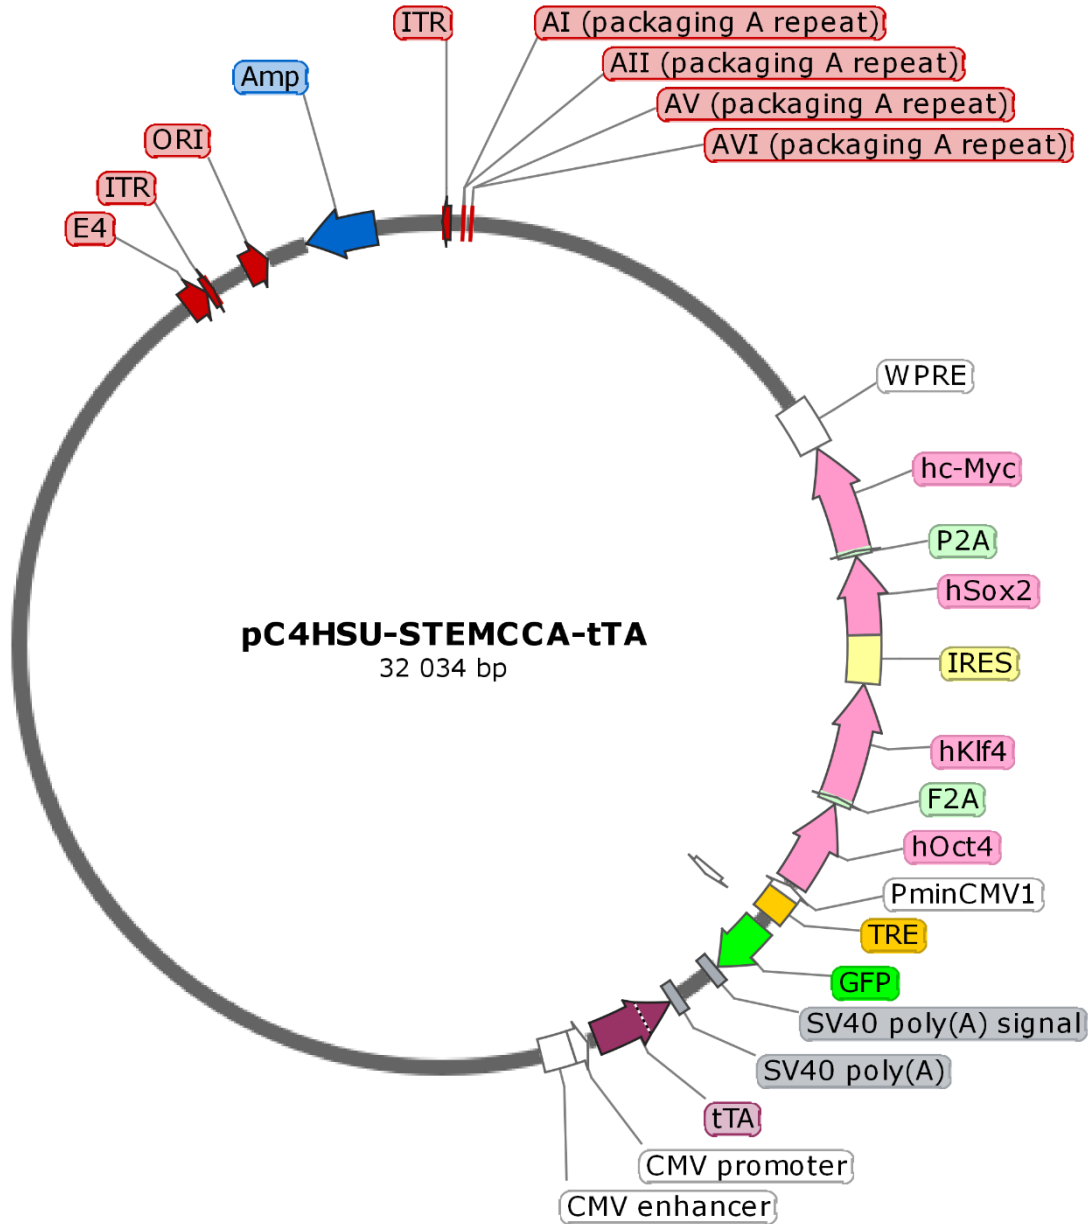 ITR
AI (packaging A repeat)
AII (packaging A repeat)
AV (packaging A repeat)
AVI (packaging A repeat)
Amp
ORI
ITR
E4
WPRE
hc-Myc
P2A
hSox2
IRES
hKlf4
F2A
hOct4
PminCMV1
TRE
GFP
SV40 poly(A) signal
SV40 poly(A)
tTA
CMV promoter
CMV enhancer
pC4HSU-STEMCCA-tTA
32 034 bp